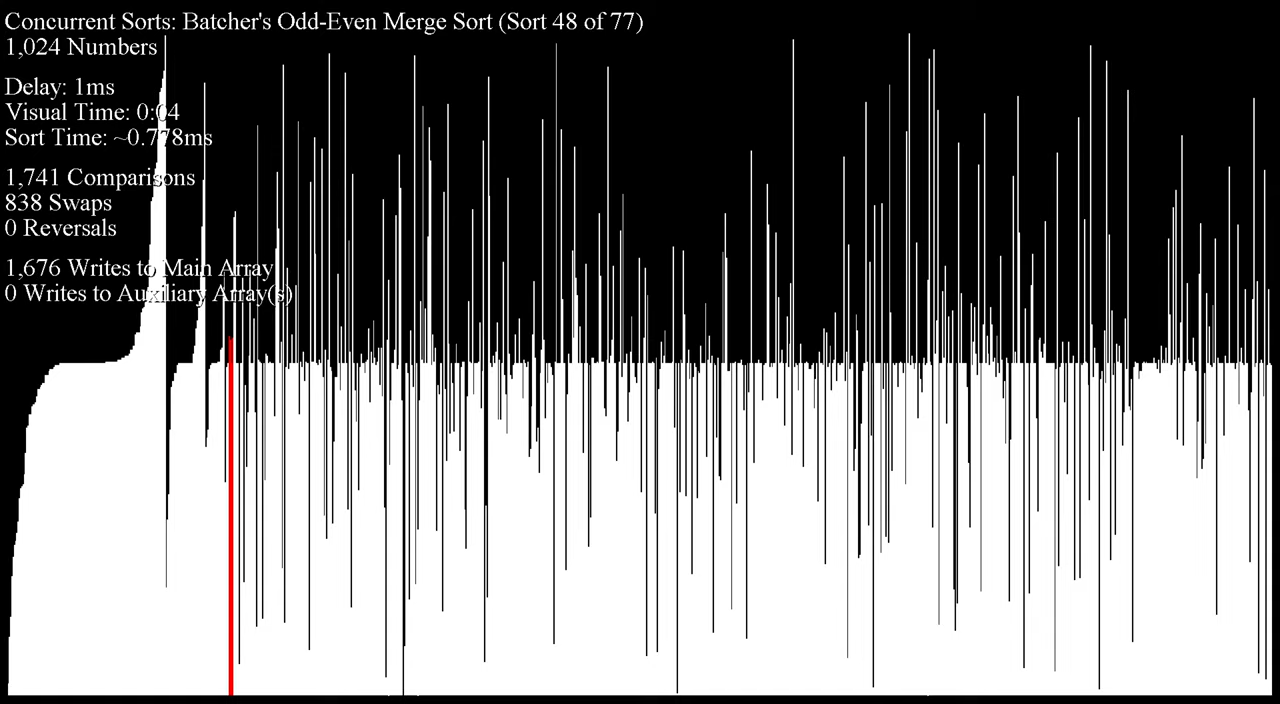 Concurrent Sorts: Batcher's Odd-Even Merge Sort (Sort 48 of 77)
1,024 Numbers
Delay: 1ms
Visual Time: 0:04
Sort Time: ~0.778ms
1,741 Comparisons
838 Swaps
0 Reversals
1,676 Writes to Main Array
0 Writes to Auxiliary Array(s)